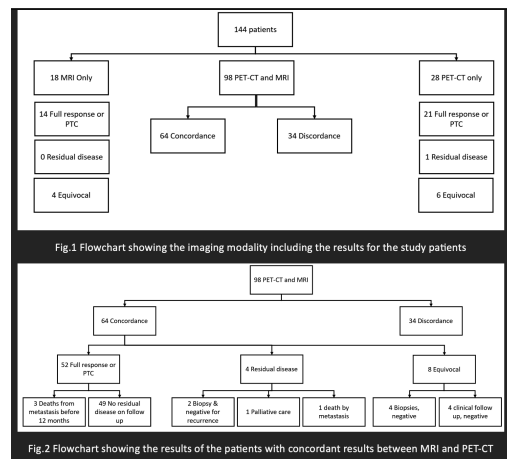 144 patients
18 MRI Only
98 PET-CT and MRI
28 PET-CT only
14 Full response or
PTC
64 Concordance
34 Discordance
21 Full response or
PTC
0 Residual disease
1 Residual disease
4 Equivocal
6 Equivocal
Fig.1 Flowchart showing the imaging modality including the results for the study patients
98 PET-CT and MRI
64 Concordance
34 Discordance
52 Full response or
PTC
4 Residual disease
8 Equivocal
3 Deaths from
metastasis before
12 months
49 No residual
disease on follow
up
2 Biopsy &
negative for
recurrence
1 Palliative care
1 death by
metastasis
4 Biopsies,
negative
4 clinical follow
up, negative
Fig.2 Flowchart showing the results of the patients with concordant results between MRI and PET-CT